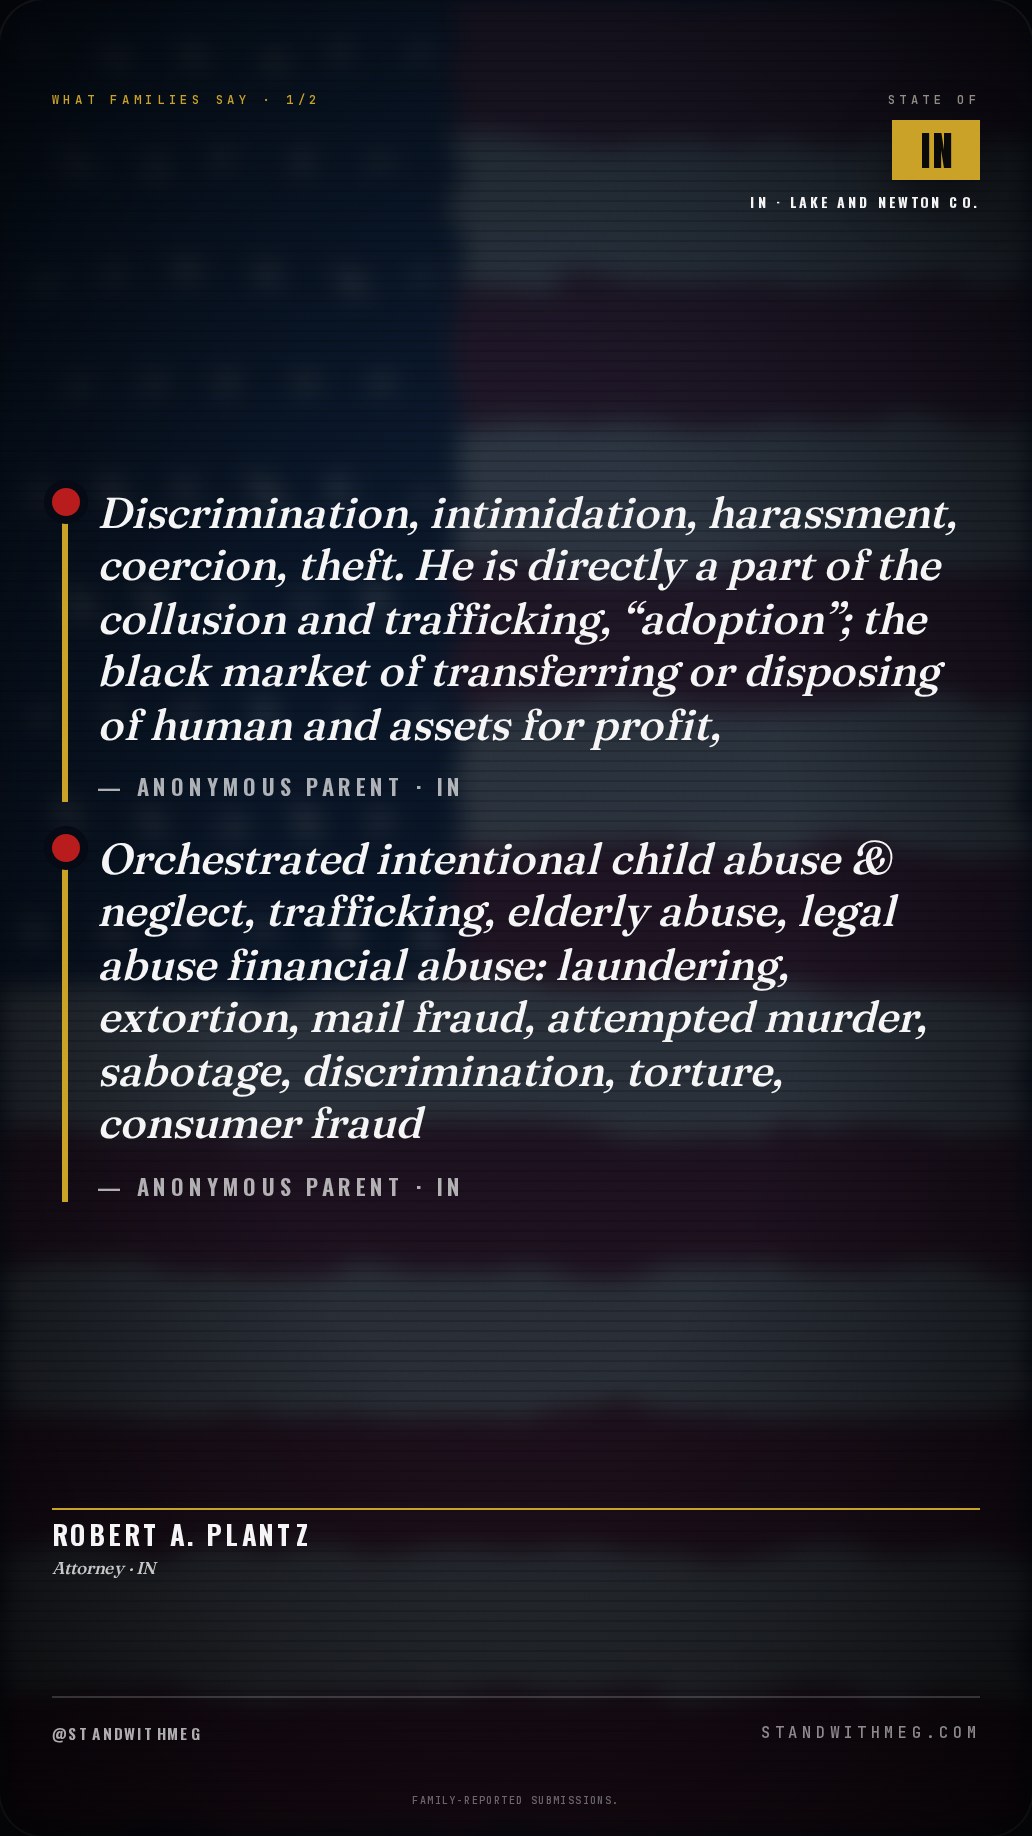 WHAT FAMILIES SAY · 1/2
STATE OF
IN
IN · LAKE AND NEWTON CO.
Discrimination, intimidation, harassment,
coercion, theft. He is directly a part of the
collusion and trafficking, “adoption”; the
black market of transferring or disposing
of human and assets for profit,
— ANONYMOUS PARENT · IN
Orchestrated intentional child abuse &
neglect, trafficking, elderly abuse, legal
abuse financial abuse: laundering,
extortion, mail fraud, attempted murder,
sabotage, discrimination, torture,
consumer fraud
— ANONYMOUS PARENT · IN
ROBERT A. PLANTZ
Attorney · IN
@STANDWITHMEG
STANDWITHMEG.COM
FAMILY-REPORTED SUBMISSIONS.